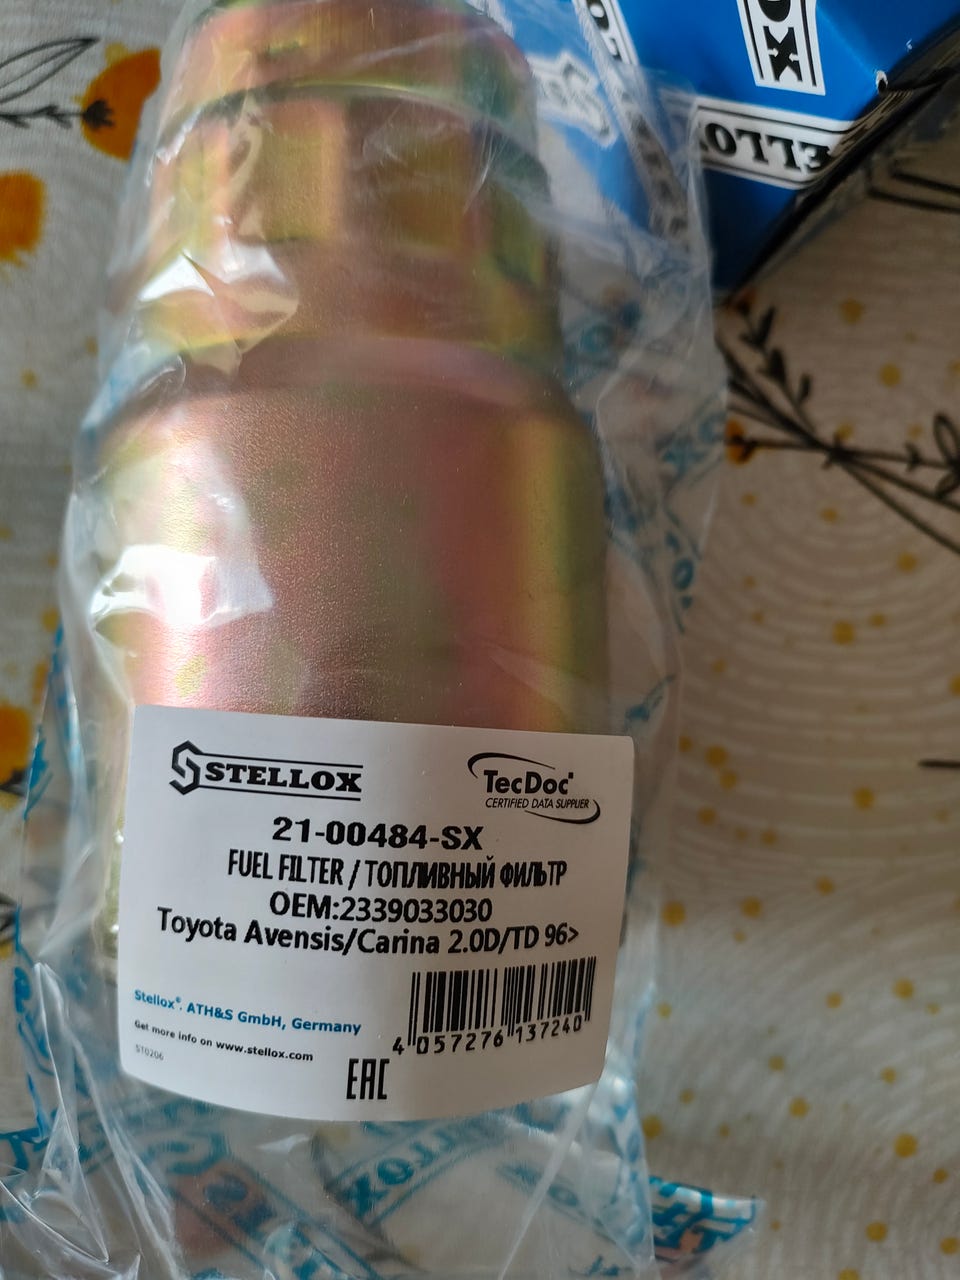 STELLOX
TecDoc
CERTIFIED DATA SUPPLIER
21-00484-SX
FUEL FILTER / ТОПЛИВНЫЙ ФИЛЬТР
OEM:2339033030
Toyota Avensis/Carina 2.0D/TD 96>
Stellox®. ATH&S GmbH, Germany
Get more info on www.stellox.com
ST0206
4 057276 137240
EAC